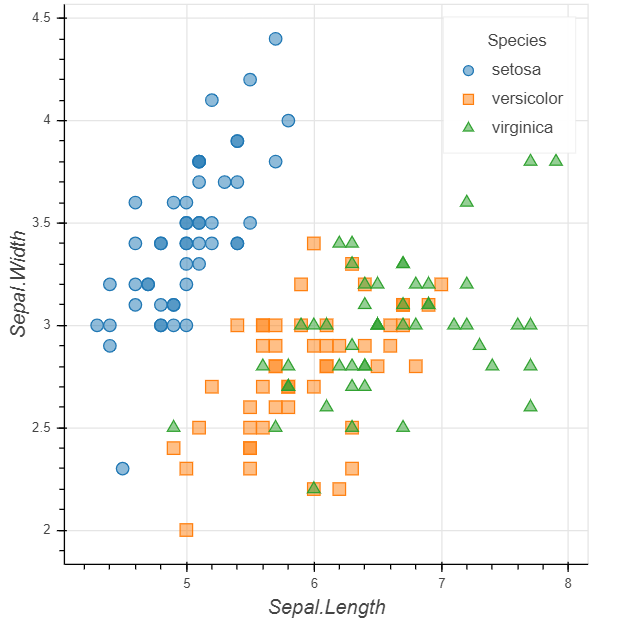 4.5
4
3.5
3
2.5
2
Sepal.Width
Species
setosa
versicolor
virginica
5
6
7
8
Sepal.Length